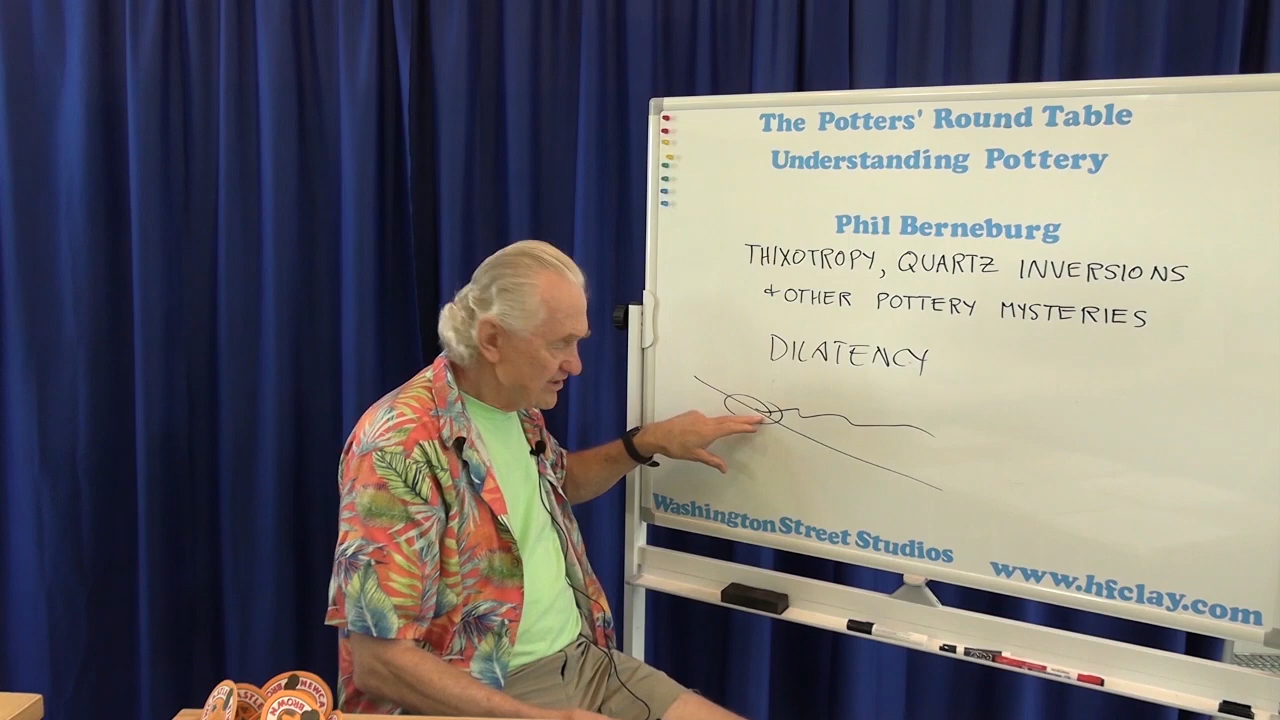 The Potters' Round Table
Understanding Pottery
Phil Berneburg
THIXOTROPY, QUARTZ INVERSIONS
& OTHER POTTERY MYSTERIES
DILATENCY
Washington Street Studios
www.hfclay.com
BROWN